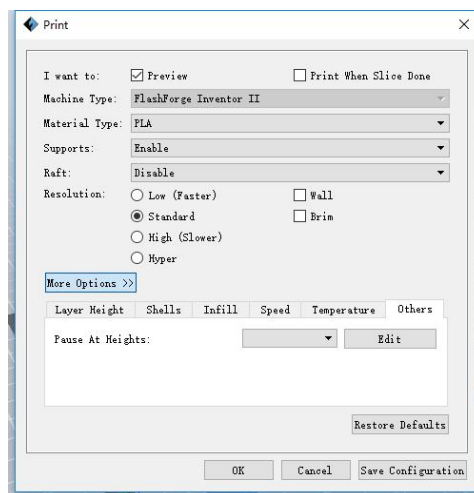 Print
I want to: Preview Print When Slice Done
Machine Type: FlashForge Inventor II
Material Type: PLA
Supports: Enable
Raft: Disable
Resolution: Low (Faster) Wall
Standard Brim
High (Slower)
Hyper
More Options >>
Layer Height Shells Infill Speed Temperature Others
Pause At Heights: Edit
Restore Defaults
OK Cancel Save Configuration